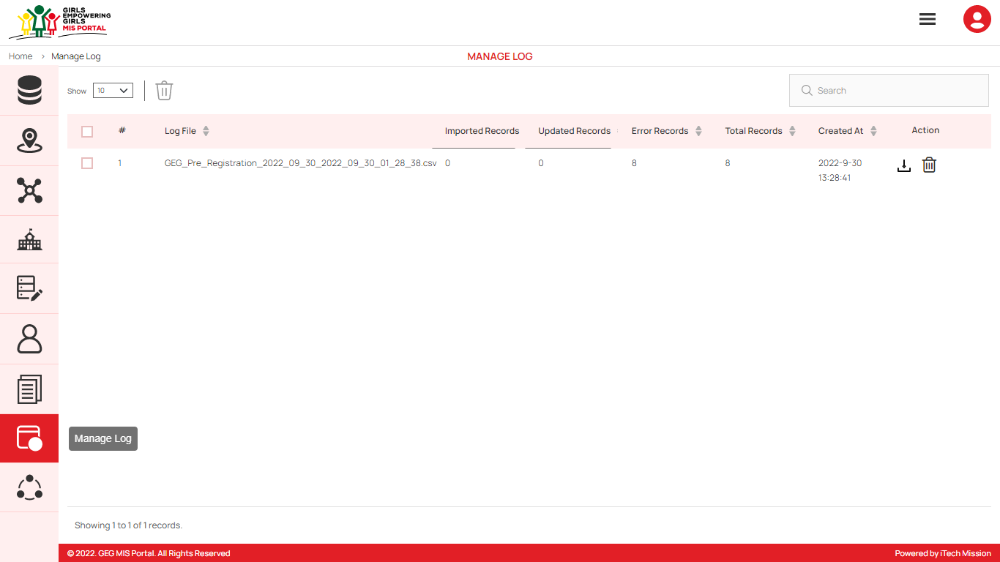 GIRLS
EMPOWERING
GIRLS
MIS PORTAL
Home › Manage Log
MANAGE LOG
Show 10
Search
# Log File Imported Records Updated Records Error Records Total Records Created At Action
1 GEG_Pre_Registration_2022_09_30_2022_09_30_01_28_38.csv 0 0 8 8 2022-9-30
13:28:41
Manage Log
Showing 1 to 1 of 1 records.
© 2022. GEG MIS Portal. All Rights Reserved Powered by iTech Mission